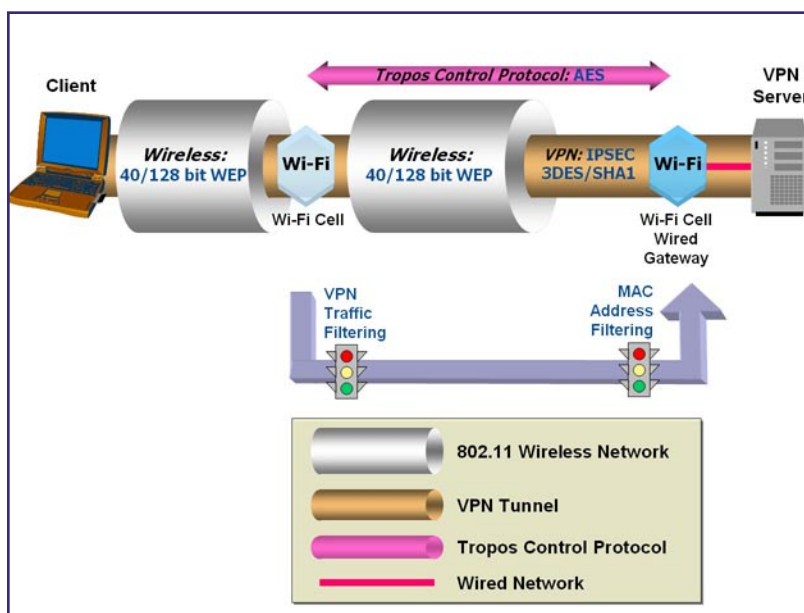 Tropos Control Protocol: AES
Client
VPN
Server
Wireless:
40/128 bit WEP
Wi-Fi
Wi-Fi Cell
Wireless:
40/128 bit WEP
VPN: IPSEC
3DES/SHA1
Wi-Fi
Wi-Fi Cell
Wired
Gateway
VPN
Traffic
Filtering
MAC
Address
Filtering
802.11 Wireless Network
VPN Tunnel
Tropos Control Protocol
Wired Network